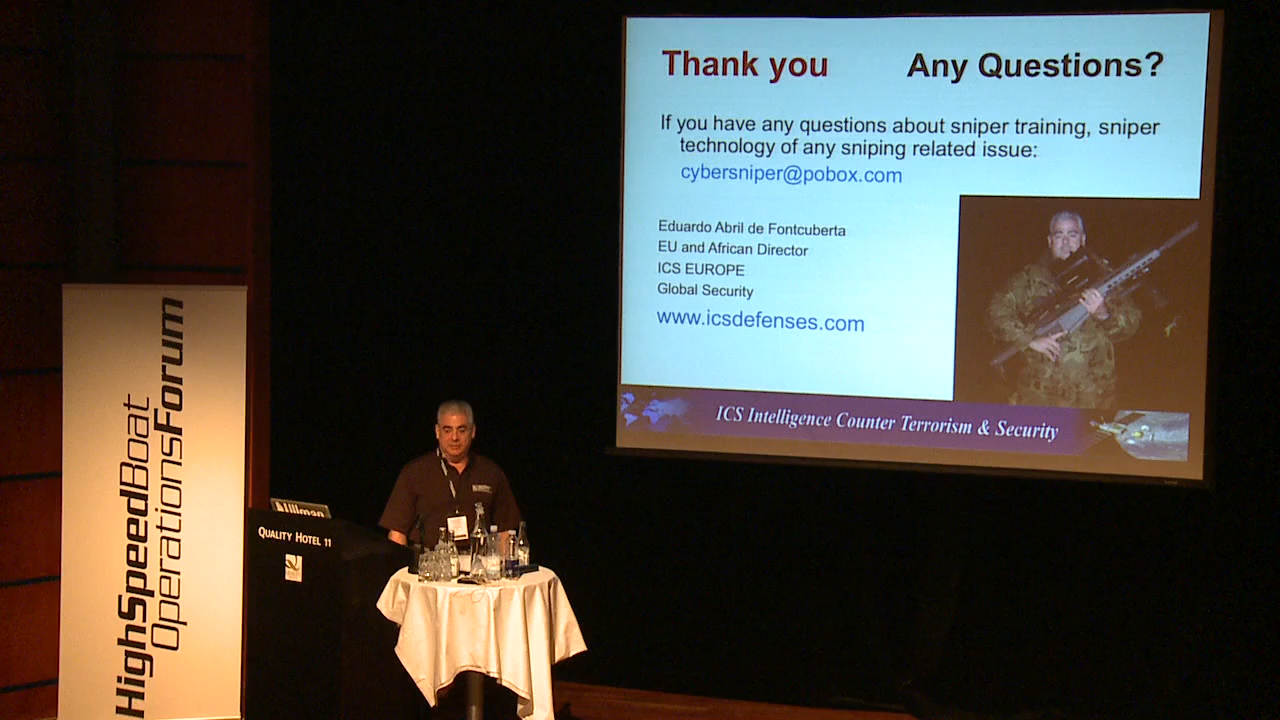 Thank you Any Questions?
If you have any questions about sniper training, sniper
technology of any sniping related issue:
cybersniper@pobox.com
Eduardo Abril de Fontcuberta
EU and African Director
ICS EUROPE
Global Security
www.icsdefenses.com
ICS Intelligence Counter Terrorism & Security
HighSpeedBoat
OperationsForum
Ullman
QUALITY HOTEL 11